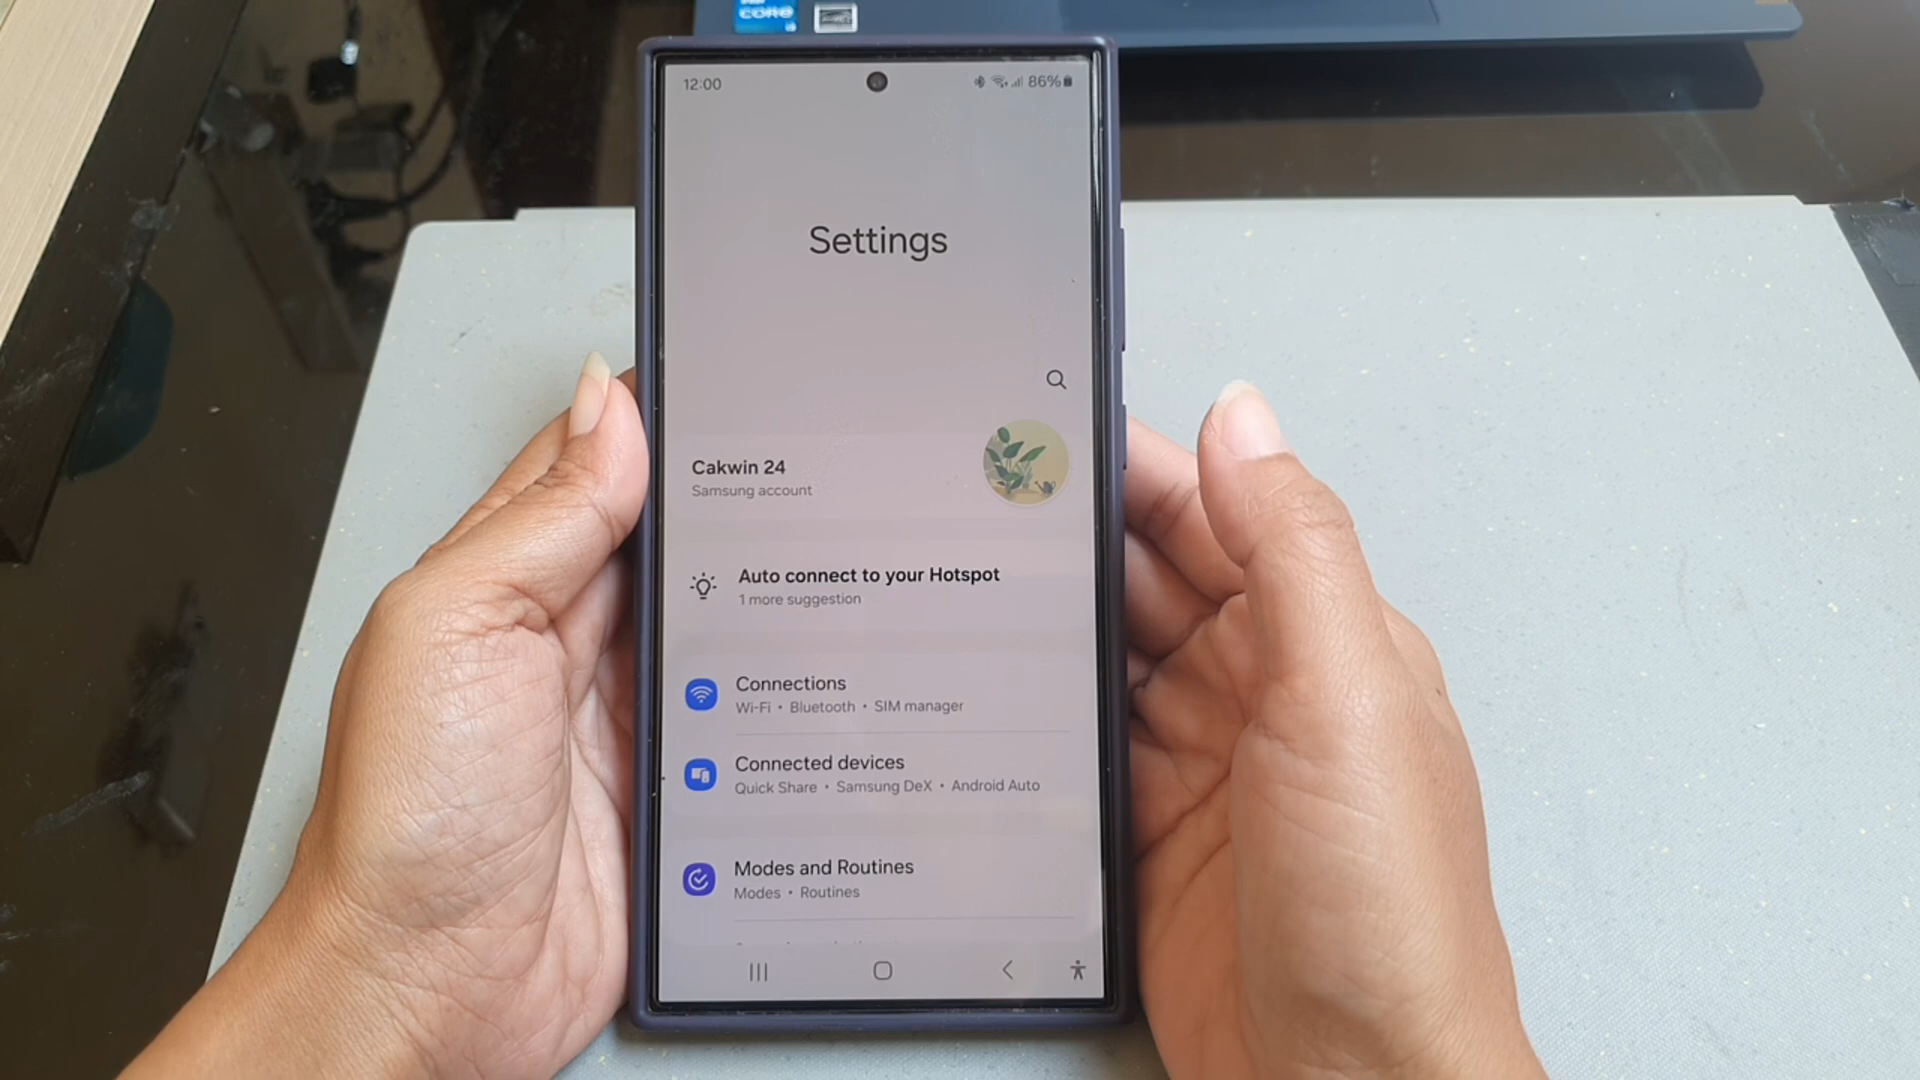 CORE
12:00
86%
Settings
Cakwin 24
Samsung account
Auto connect to your Hotspot
1 more suggestion
Connections
Wi-Fi • Bluetooth • SIM manager
Connected devices
Quick Share • Samsung DeX • Android Auto
Modes and Routines
Modes • Routines